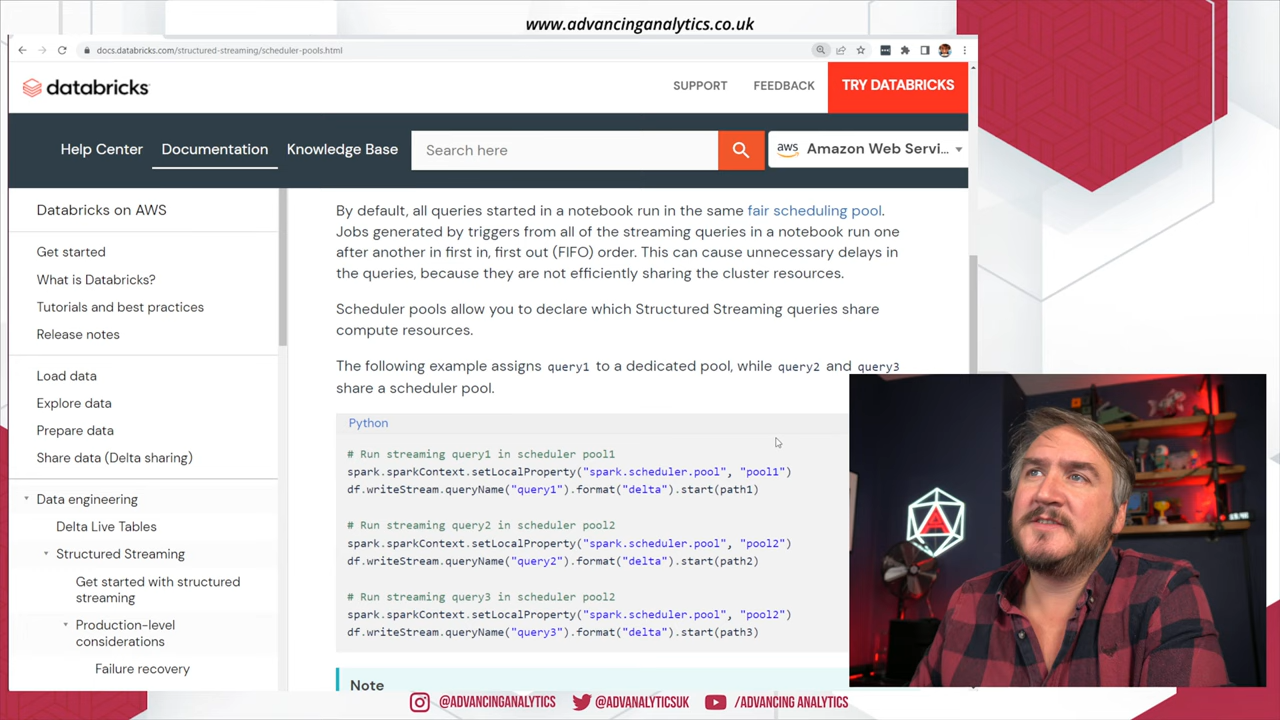 www.advancinganalytics.co.uk
docs.databricks.com/structured-streaming/scheduler-pools.html
databricks
SUPPORT
FEEDBACK
TRY DATABRICKS
Help Center
Documentation
Knowledge Base
Search here
aws
Amazon Web Servi...
Databricks on AWS
Get started
What is Databricks?
Tutorials and best practices
Release notes
Load data
Explore data
Prepare data
Share data (Delta sharing)
Data engineering
Delta Live Tables
Structured Streaming
Get started with structured
streaming
Production-level
considerations
Failure recovery
By default, all queries started in a notebook run in the same fair scheduling pool.
Jobs generated by triggers from all of the streaming queries in a notebook run one
after another in first in, first out (FIFO) order. This can cause unnecessary delays in
the queries, because they are not efficiently sharing the cluster resources.
Scheduler pools allow you to declare which Structured Streaming queries share
compute resources.
The following example assigns query1 to a dedicated pool, while query2 and query3
share a scheduler pool.
Python
# Run streaming query1 in scheduler pool1
spark.sparkContext.setLocalProperty("spark.scheduler.pool", "pool1")
df.writeStream.queryName("query1").format("delta").start(path1)
# Run streaming query2 in scheduler pool2
spark.sparkContext.setLocalProperty("spark.scheduler.pool", "pool2")
df.writeStream.queryName("query2").format("delta").start(path2)
# Run streaming query3 in scheduler pool2
spark.sparkContext.setLocalProperty("spark.scheduler.pool", "pool2")
df.writeStream.queryName("query3").format("delta").start(path3)
Note
@ADVANCINGANALYTICS
@ADVANALYTICSUK
/ADVANCING ANALYTICS